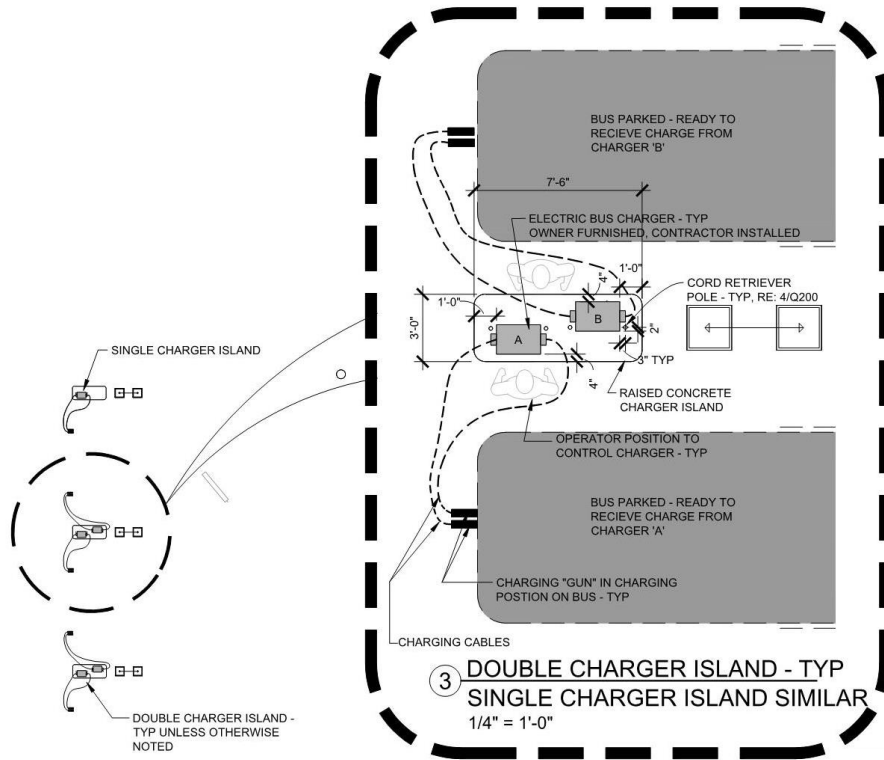 BUS PARKED - READY TO
RECIEVE CHARGE FROM
CHARGER 'B'
7'-6"
ELECTRIC BUS CHARGER - TYP
OWNER FURNISHED, CONTRACTOR INSTALLED
4"
1'-0"
CORD RETRIEVER
POLE - TYP, RE: 4/Q200
1'-0"
3'-0"
B
A
2"
3" TYP
4"
SINGLE CHARGER ISLAND
RAISED CONCRETE
CHARGER ISLAND
OPERATOR POSITION TO
CONTROL CHARGER - TYP
BUS PARKED - READY TO
RECIEVE CHARGE FROM
CHARGER 'A'
CHARGING "GUN" IN CHARGING
POSTION ON BUS - TYP
CHARGING CABLES
3
DOUBLE CHARGER ISLAND - TYP
SINGLE CHARGER ISLAND SIMILAR
1/4" = 1'-0"
DOUBLE CHARGER ISLAND -
TYP UNLESS OTHERWISE
NOTED